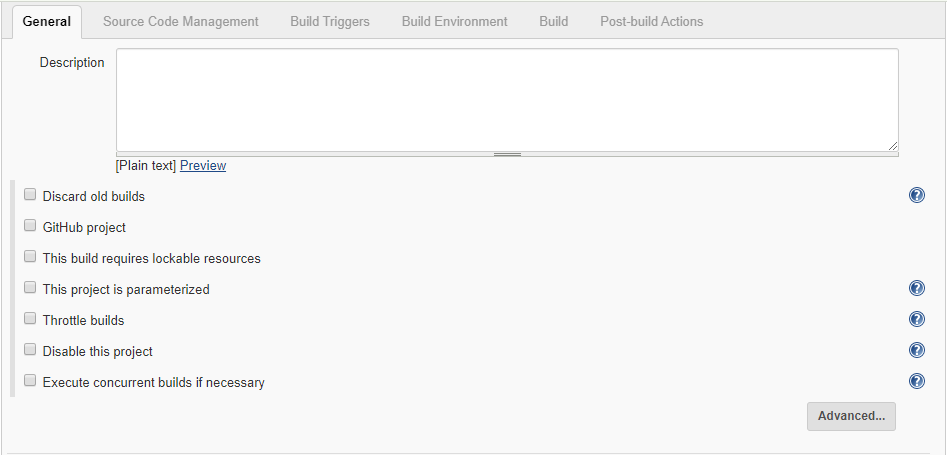 General Source Code Management Build Triggers Build Environment Build Post-build Actions
Description
[Plain text] Preview
Discard old builds ?
GitHub project
This build requires lockable resources
This project is parameterized ?
Throttle builds ?
Disable this project ?
Execute concurrent builds if necessary ?
Advanced...